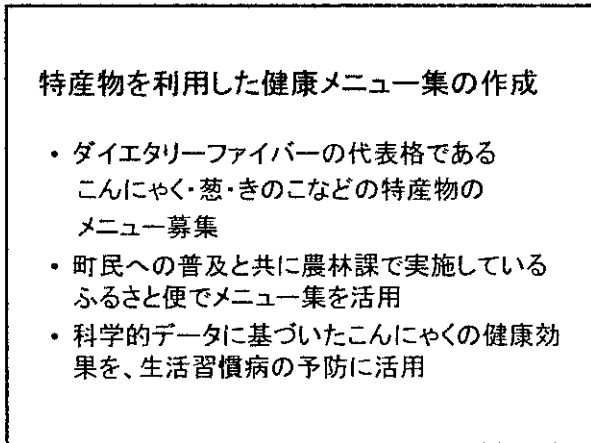 特産物を利用した健康メニュー集の作成
・ダイエタリーファイバーの代表格である
こんにゃく・葱・きのこなどの特産物の
メニュー募集
・町民への普及と共に農林課で実施している
ふるさと便でメニュー集を活用
・科学的データに基づいたこんにゃくの健康効
果を、生活習慣病の予防に活用